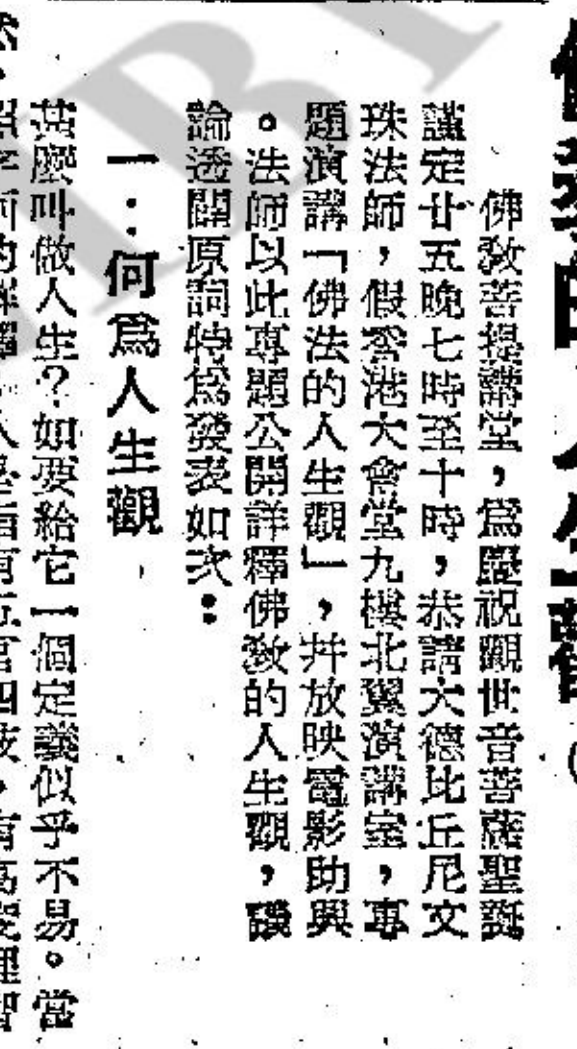 佛教的人生觀（
佛敎菩提講堂，爲慶祝觀世音菩薩聖誕
謹定廿五晚七時至十時，恭請大德比丘尼文
珠法師，假香港大會堂九樓北翼演講室，專
題演講「佛法的人生觀」，并放映電影助興
。法師以此專題公開詳釋佛敎的人生觀，議
論透闢原詞特爲發表如次：
一：何爲人生觀
甚麼叫做人生？如要給它一個定義似乎不易。當